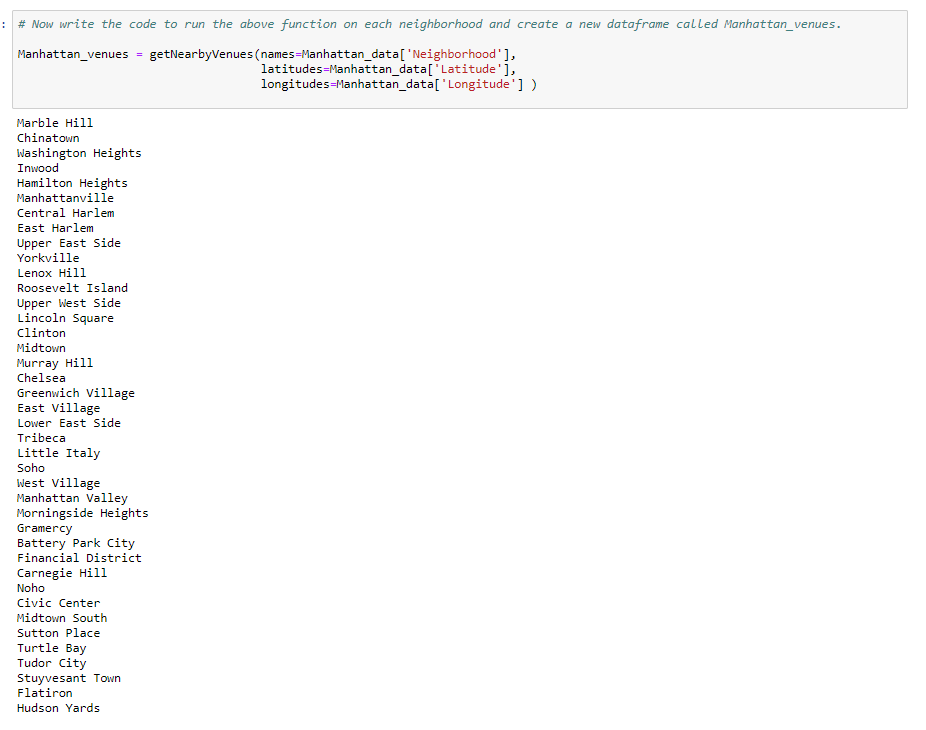 : # Now write the code to run the above function on each neighborhood and create a new dataframe called Manhattan_venues.
Manhattan_venues = getNearbyVenues(names=Manhattan_data['Neighborhood'],
latitudes=Manhattan_data['Latitude'],
longitudes=Manhattan_data['Longitude'] )
Marble Hill
Chinatown
Washington Heights
Inwood
Hamilton Heights
Manhattanville
Central Harlem
East Harlem
Upper East Side
Yorkville
Lenox Hill
Roosevelt Island
Upper West Side
Lincoln Square
Clinton
Midtown
Murray Hill
Chelsea
Greenwich Village
East Village
Lower East Side
Tribeca
Little Italy
Soho
West Village
Manhattan Valley
Morningside Heights
Gramercy
Battery Park City
Financial District
Carnegie Hill
Noho
Civic Center
Midtown South
Sutton Place
Turtle Bay
Tudor City
Stuyvesant Town
Flatiron
Hudson Yards